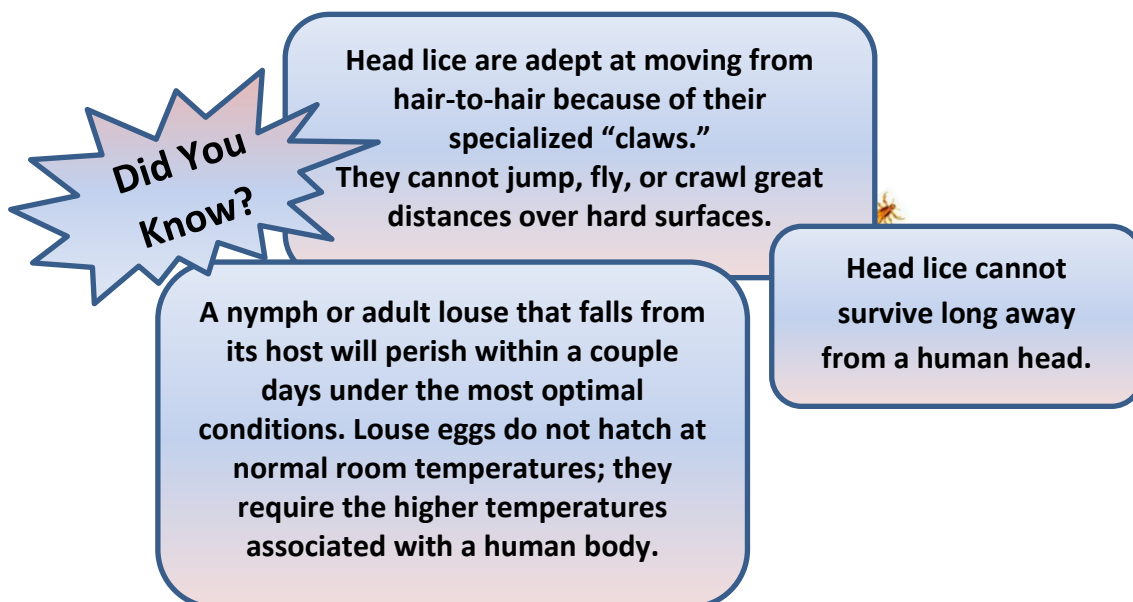 Did You
Know?
Head lice are adept at moving from
hair-to-hair because of their
specialized “claws.”
They cannot jump, fly, or crawl great
distances over hard surfaces.
Head lice cannot
survive long away
from a human head.
A nymph or adult louse that falls from
its host will perish within a couple
days under the most optimal
conditions. Louse eggs do not hatch at
normal room temperatures; they
require the higher temperatures
associated with a human body.